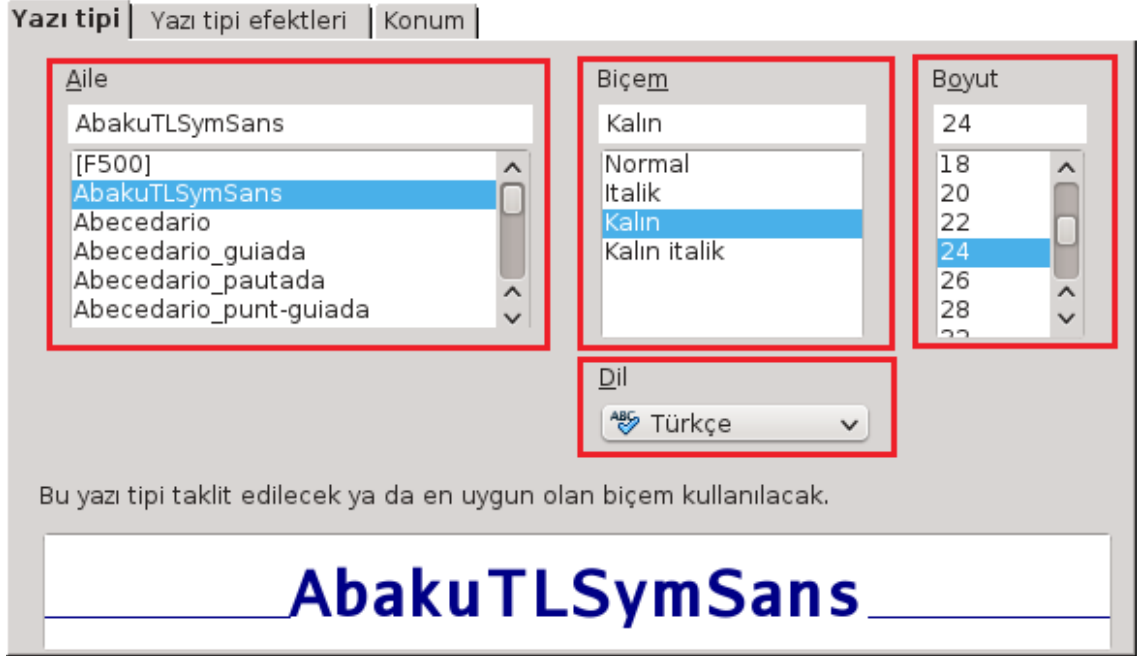 Yazı tipi
Yazı tipi efektleri
Konum
Aile
AbakuTLSymSans
[F500]
AbakuTLSymSans
Abecedario
Abecedario_guiada
Abecedario_pautada
Abecedario_punt-guiada
Biçem
Kalın
Normal
Italik
Kalın
Kalın italik
Boyut
24
18
20
22
24
26
28
Dil
ABC
Türkçe
Bu yazı tipi taklit edilecek ya da en uygun olan biçem kullanılacak.
AbakuTLSymSans